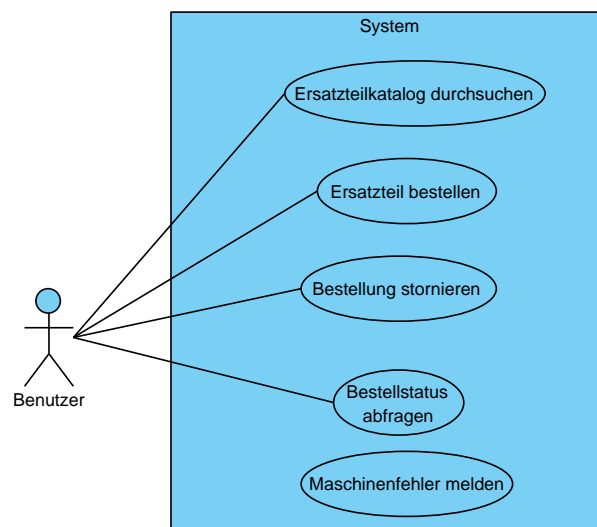 System
Ersatzteilkatalog durchsuchen
Ersatzteil bestellen
Bestellung stornieren
Benutzer
Bestellstatus
abfragen
Maschinenfehler melden